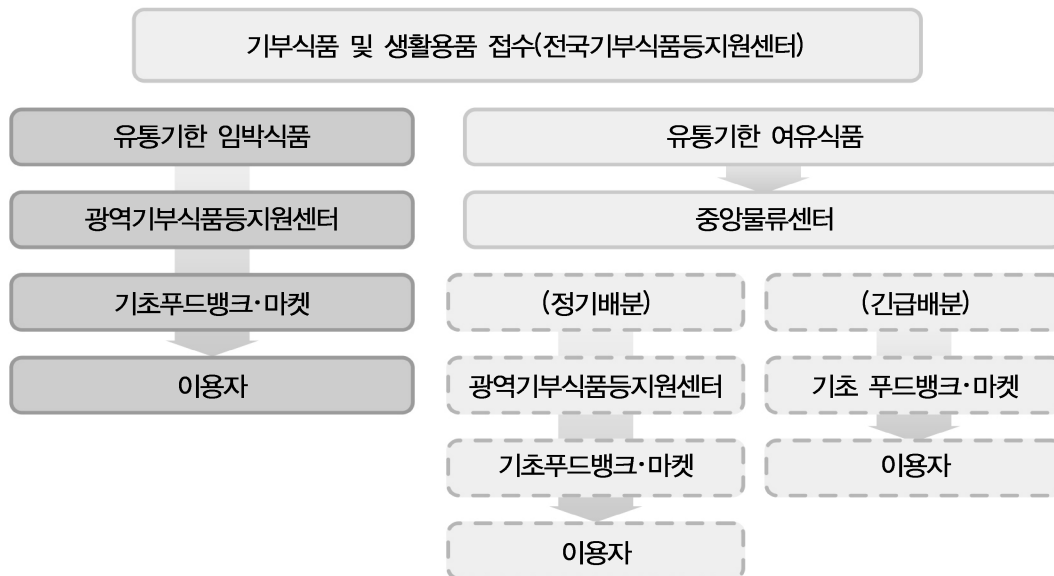 기부식품 및 생활용품 접수(전국기부식품등지원센터)
유통기한 임박식품
광역기부식품등지원센터
기초푸드뱅크·마켓
이용자
유통기한 여유식품
중앙물류센터
(정기배분)
광역기부식품등지원센터
기초푸드뱅크·마켓
이용자
(긴급배분)
기초 푸드뱅크·마켓
이용자